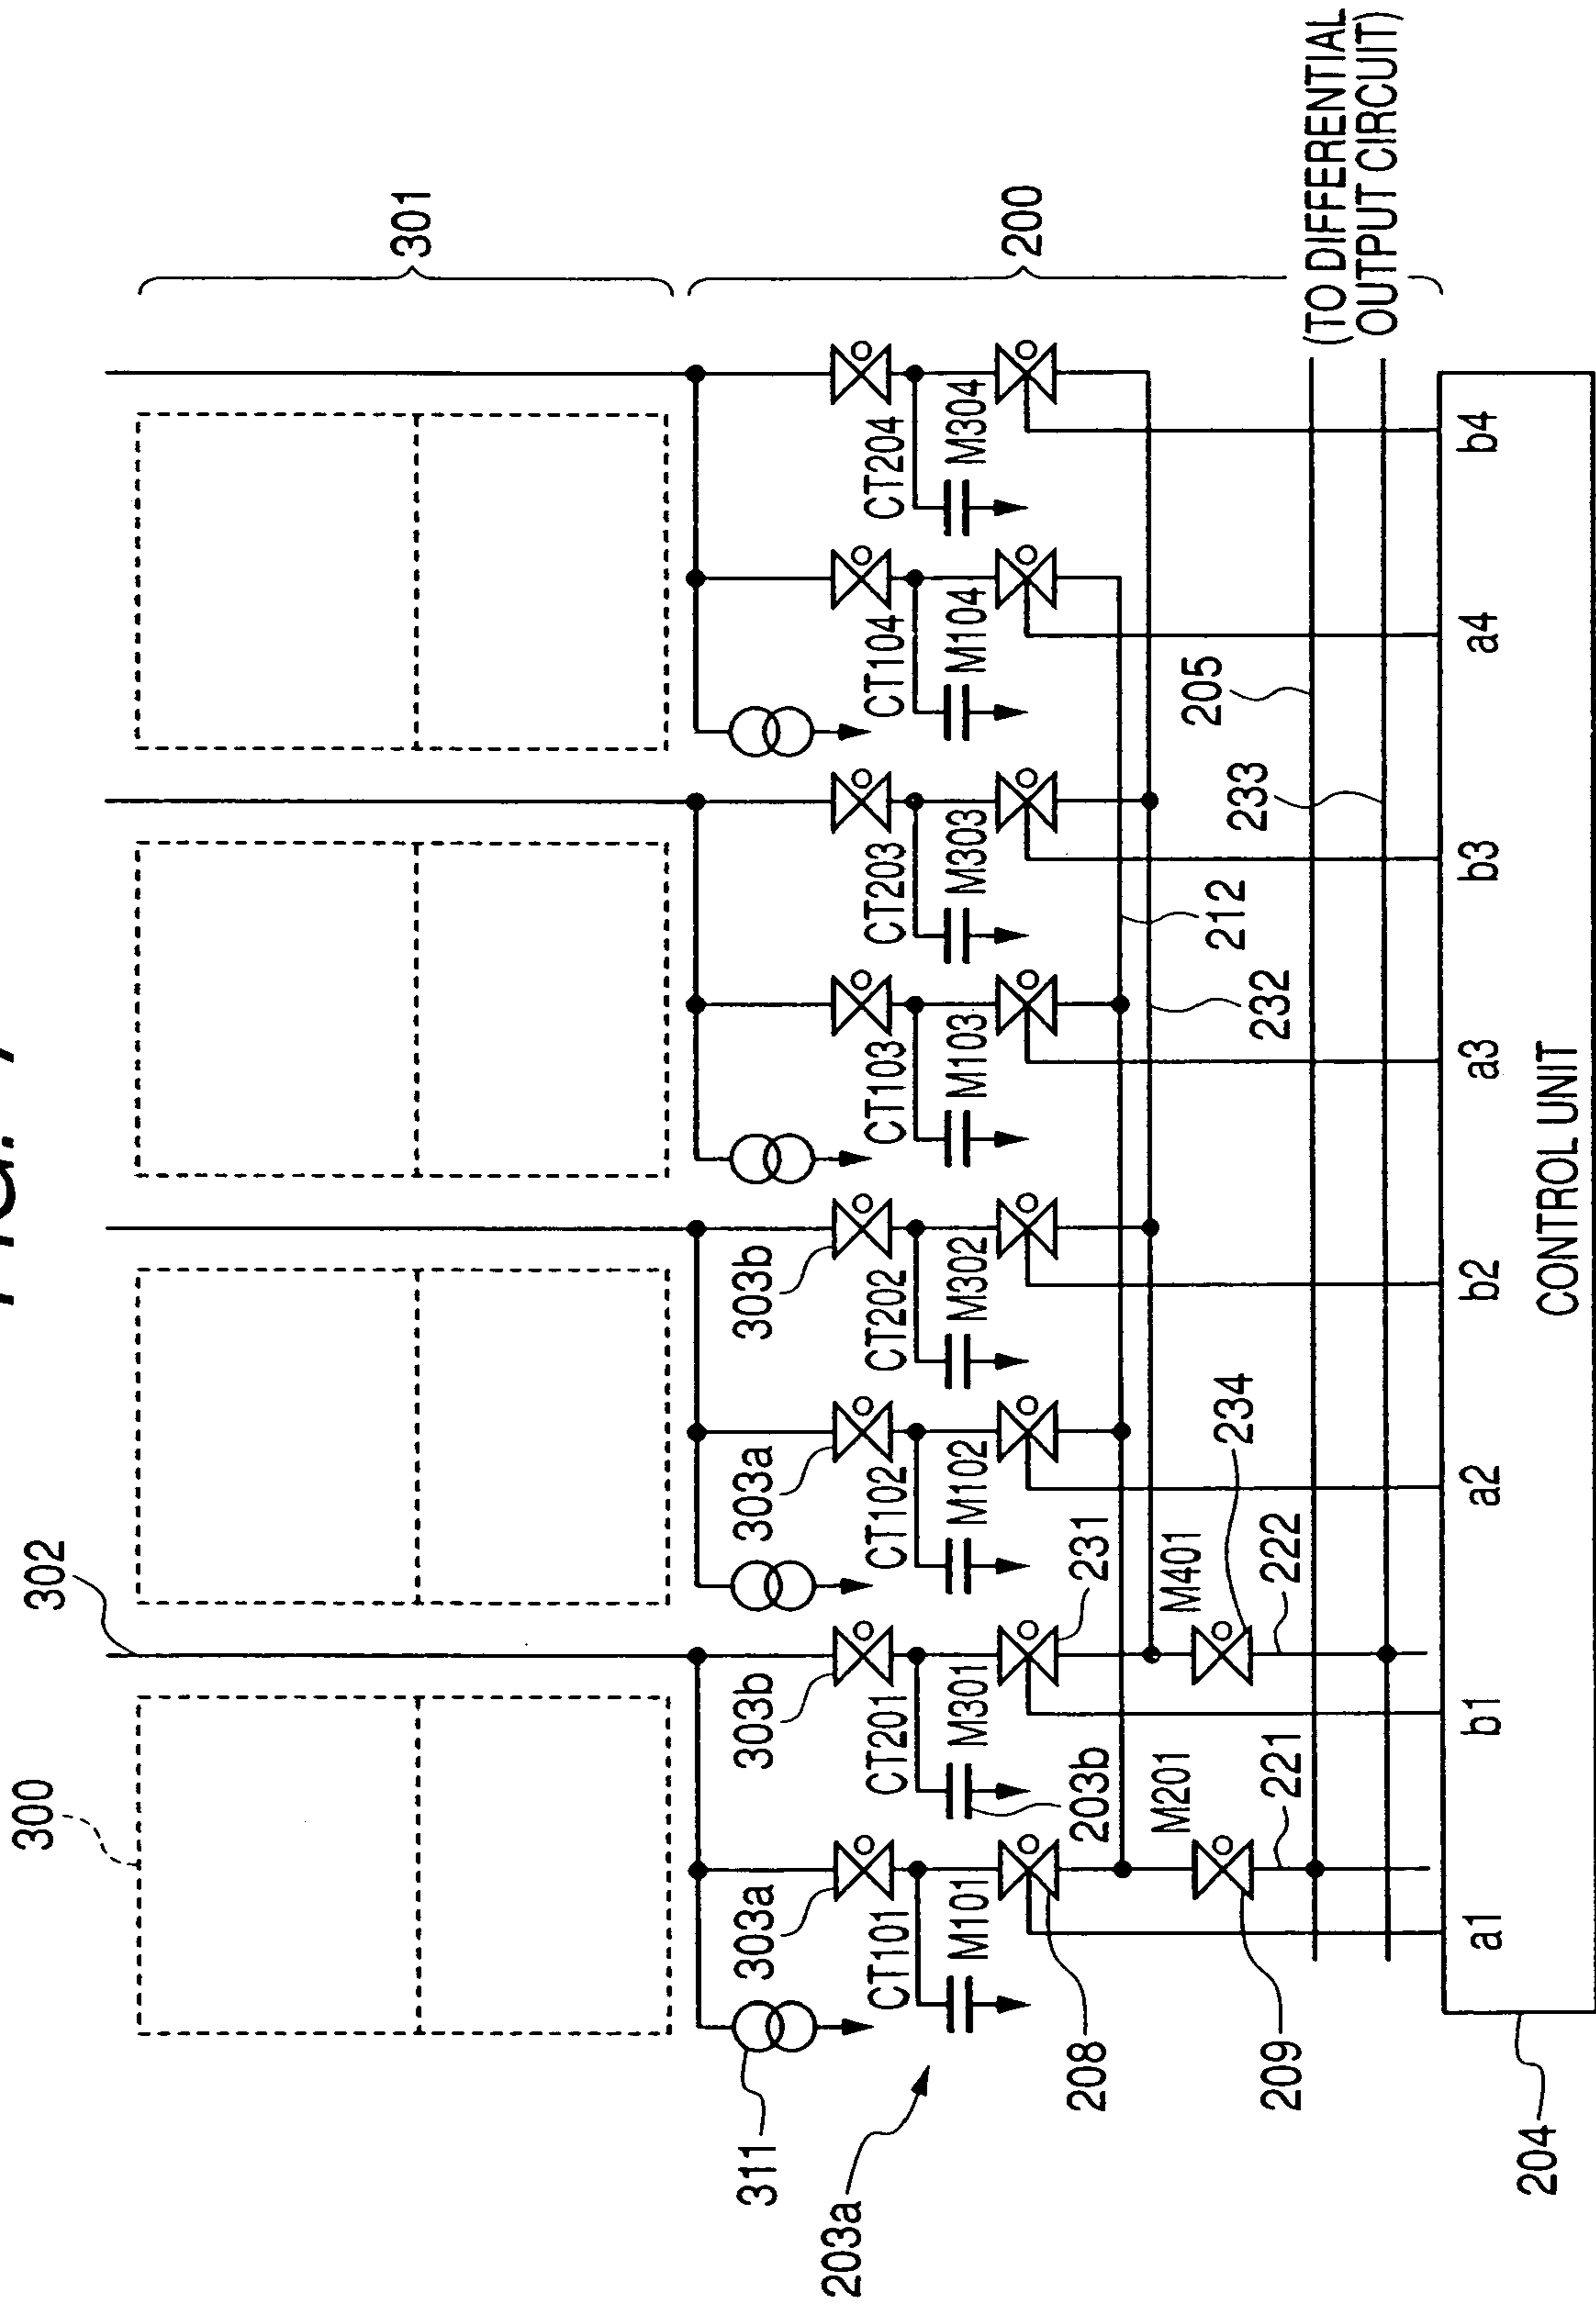 FIG. 7
300
302
301
311
303a
303b
303a
303b
CT101
CT201
CT102
CT202
CT103
CT203
CT104
CT204
203a
M101
M301
M102
M302
M103
M303
M104
M304
200
208
203b
231
M201
M401
212
205
209
221
234
222
232
233
(TO DIFFERENTIAL
OUTPUT CIRCUIT)
a1
b1
a2
b2
a3
b3
a4
b4
204
CONTROL UNIT